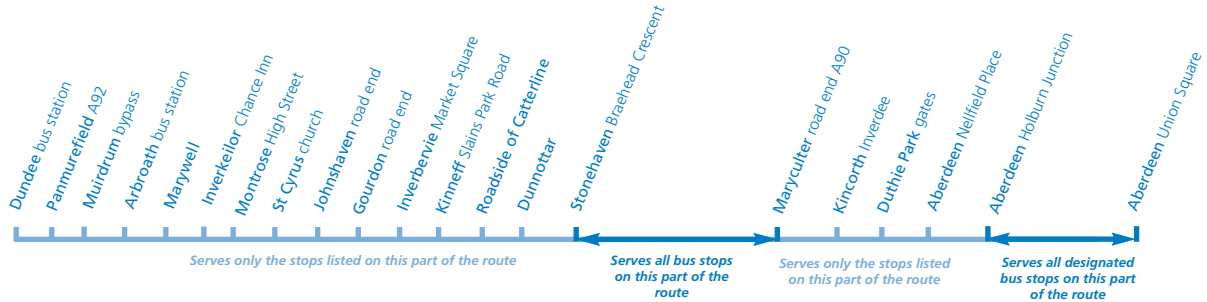 Dundee bus station
Panmurefield A92
Muirdrum bypass
Arbroath bus station
Marywell
Inverkeilor Chance Inn
Montrose High Street
St Cyrus church
Johnshaven road end
Gourdon road end
Inverbervie Market Square
Kinneff Slains Park Road
Roadside of Catterline
Dunnottar
Stonehaven Braehead Crescent
Maryculter road end A90
Kincorth Inverdee
Duthie Park gates
Aberdeen Nellfield Place
Aberdeen Holburn Junction
Aberdeen Union Square
Serves only the stops listed on this part of the route
Serves all bus stops
on this part of the
route
Serves only the stops listed
on this part of the route
Serves all designated
bus stops on this part
of the route